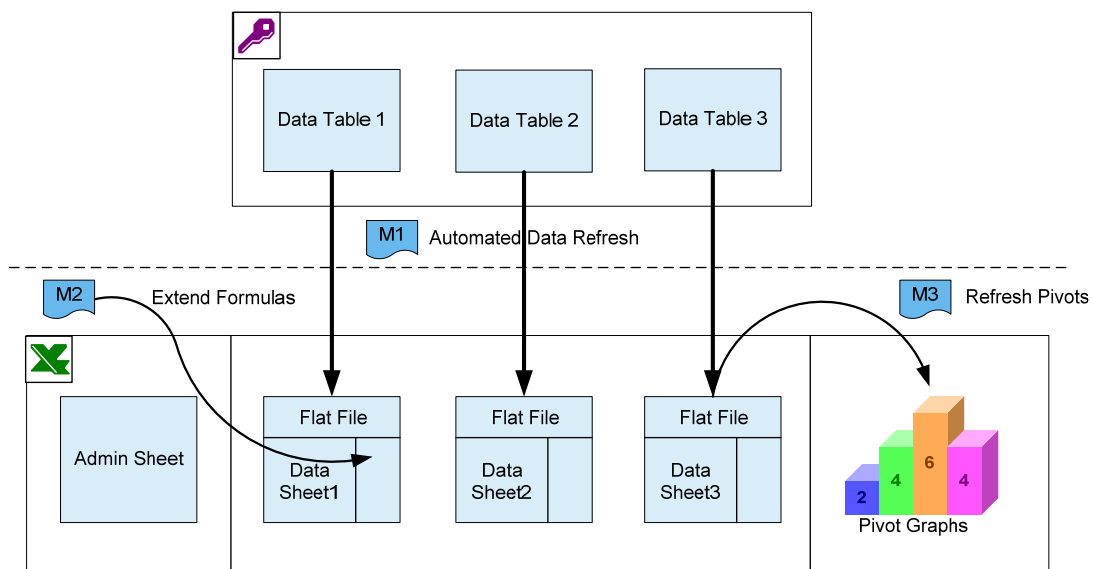 Data Table 1
Data Table 2
Data Table 3
M1
Automated Data Refresh
M2
Extend Formulas
M3
Refresh Pivots
Admin Sheet
Flat File
Data
Sheet1
Flat File
Data
Sheet2
Flat File
Data
Sheet3
2
4
6
4
Pivot Graphs